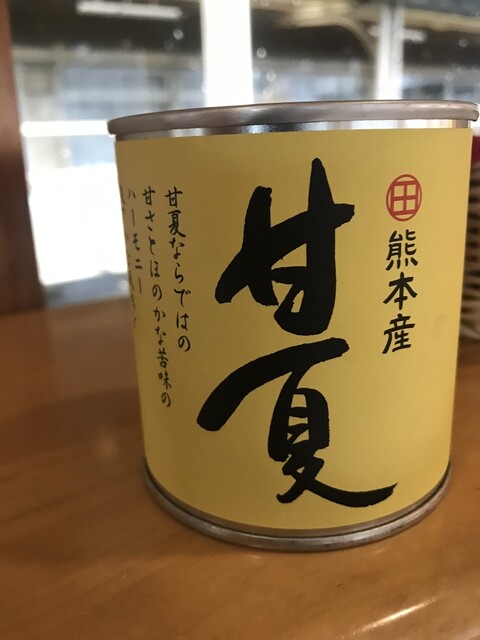 田
熊本産
甘夏
甘夏ならではの
甘さとほのかな苦味の
ハーモニー